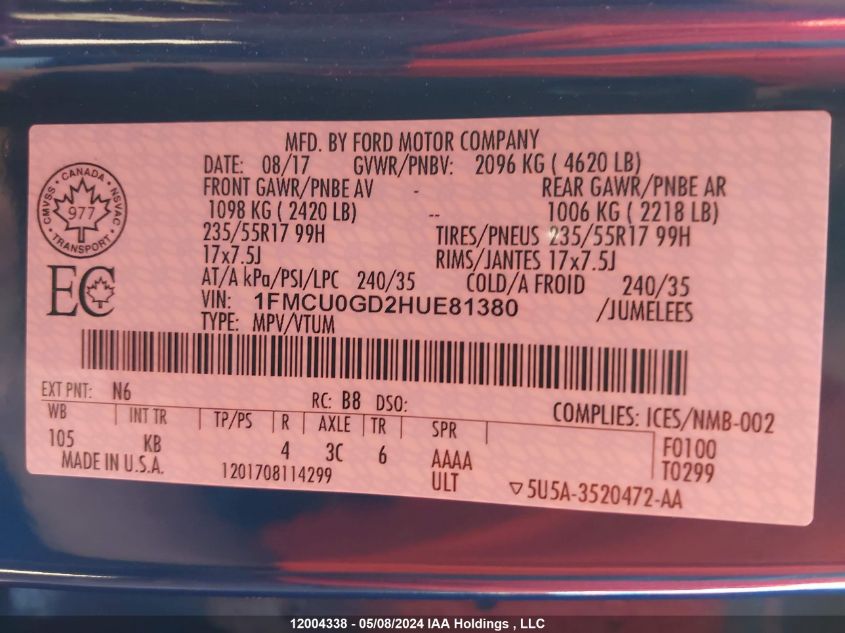 MFD. BY FORD MOTOR COMPANY
DATE: 08/17 GVWR/PNBV: 2096 KG ( 4620 LB)
FRONT GAWR/PNBE AV - REAR GAWR/PNBE AR
1098 KG ( 2420 LB) -- 1006 KG ( 2218 LB)
235/55R17 99H TIRES/PNEUS 235/55R17 99H
17x7.5J RIMS/JANTES 17x7.5J
AT/A kPa/PSI/LPC 240/35 COLD/A FROID 240/35
VIN: 1FMCU0GD2HUE81380 /JUMELEES
TYPE: MPV/VTUM
CANADA
CMVSS NSVAC
977
TRANSPORT
EC
EXT PNT: N6 RC: B8 DSO: COMPLIES: ICES/NMB-002
WB INT TR TP/PS R AXLE TR SPR F0100
105 KB 4 3C 6 AAAA T0299
MADE IN U.S.A. 1201708114299 ULT ▽5U5A-3520472-AA
12004338 - 05/08/2024 IAA Holdings , LLC